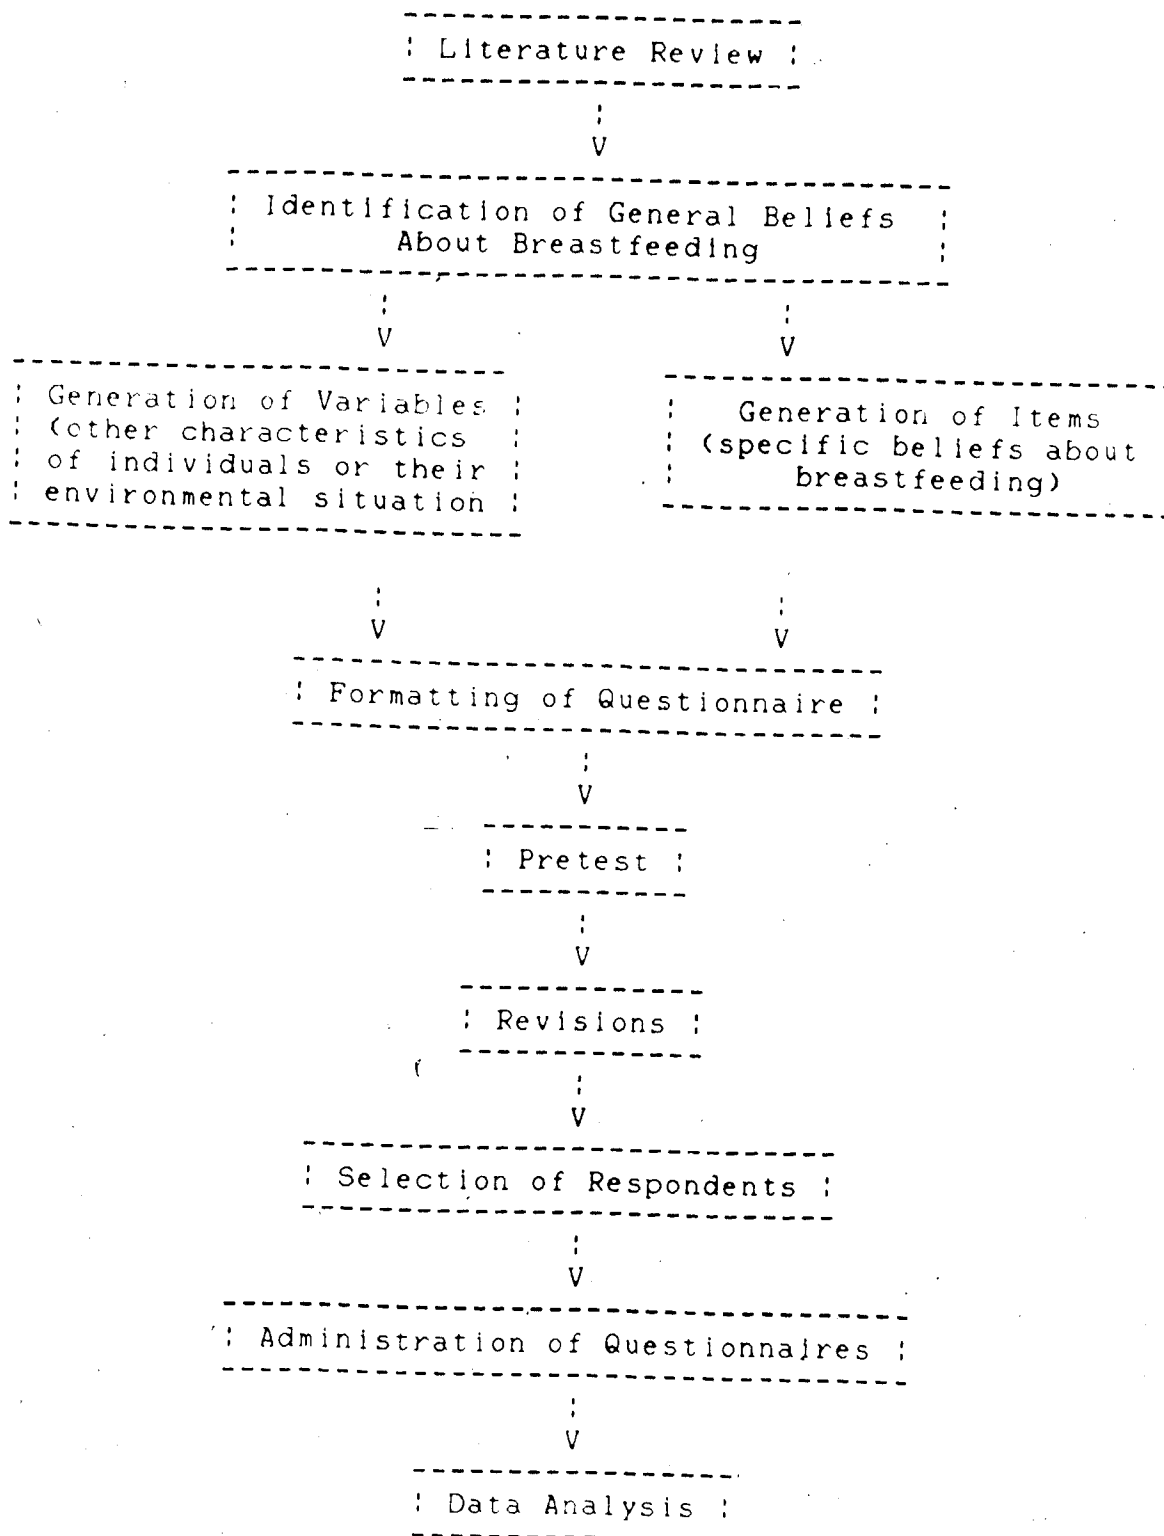 Literature Review
V
Identification of General Beliefs
About Breastfeeding
V
V
Generation of Variables
(other characteristics
of individuals or their
environmental situation
Generation of Items
(specific beliefs about
breastfeeding)
V
V
Formatting of Questionnaire
V
Pretest
V
Revisions
V
Selection of Respondents
V
Administration of Questionnaires
V
Data Analysis